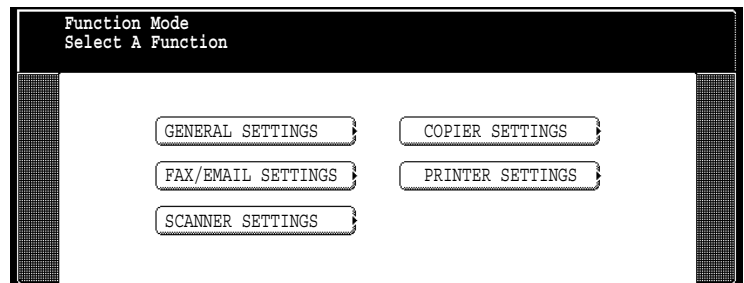 Function Mode
Select A Function
GENERAL SETTINGS
COPIER SETTINGS
FAX/EMAIL SETTINGS
PRINTER SETTINGS
SCANNER SETTINGS